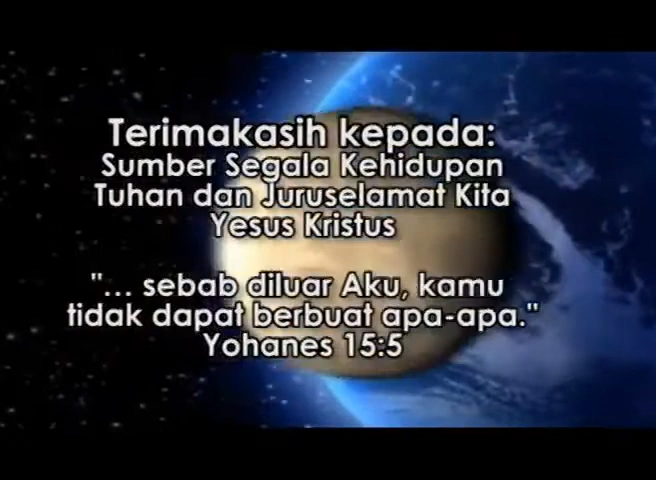 Terimakasih kepada:
Sumber Segala Kehidupan
Tuhan dan Juruselamat Kita
Yesus Kristus
"... sebab diluar Aku, kamu
tidak dapat berbuat apa-apa."
Yohanes 15:5